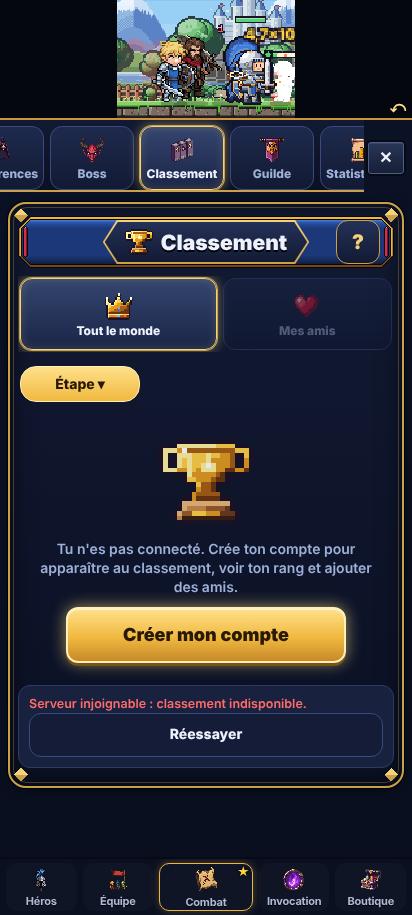 4,7×10
rences
Boss
Classement
Guilde
Statist
×
Classement
?
Tout le monde
Mes amis
Étape ▾
Tu n'es pas connecté. Crée ton compte pour
apparaître au classement, voir ton rang et ajouter
des amis.
Créer mon compte
Serveur injoignable : classement indisponible.
Réessayer
Héros
Équipe
Combat
Invocation
Boutique